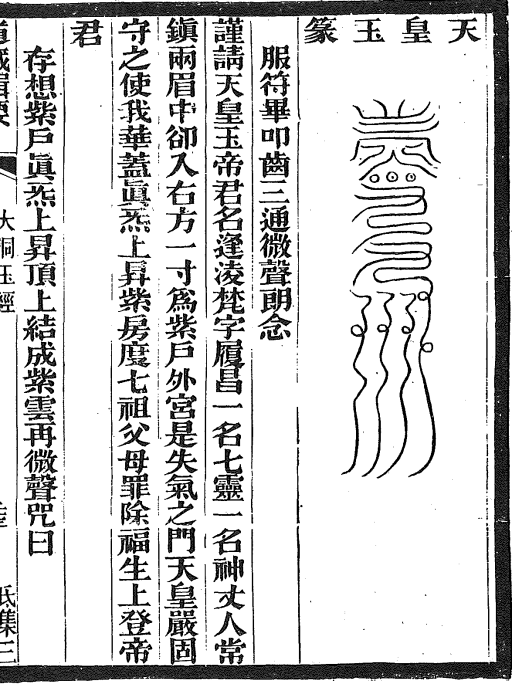 天皇玉篆
服符畢叩齒三通微聲朗念
謹請天皇玉帝君名逢凌梵字履昌一名七靈一名神丈人常
鎮兩眉中卻入右方一寸爲紫戶外宮是失氣之門天皇嚴固
守之使我華蓋眞炁上昇紫房度七祖父母罪除福生上登帝
君
存想紫戶眞炁上昇頂上結成紫雲再微聲咒曰
道藏輯要
大洞玉經
氐集三